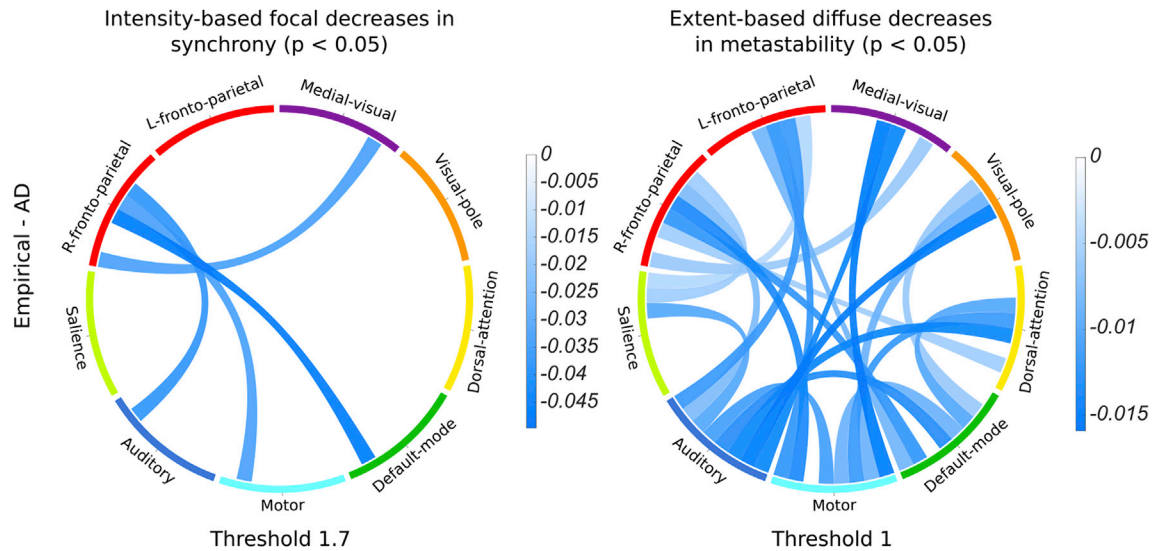 Intensity-based focal decreases in
synchrony (p < 0.05)
Extent-based diffuse decreases
in metastability (p < 0.05)
Empirical - AD
L-fronto-parietal
Medial-visual
R-fronto-parietal
Visual-pole
Salience
Dorsal-attention
Auditory
Default-mode
Motor
0
-0.005
-0.01
-0.015
-0.02
-0.025
-0.03
-0.035
-0.04
-0.045
Threshold 1.7
L-fronto-parietal
Medial-visual
R-fronto-parietal
Visual-pole
Salience
Dorsal-attention
Auditory
Default-mode
Motor
0
-0.005
-0.01
-0.015
Threshold 1